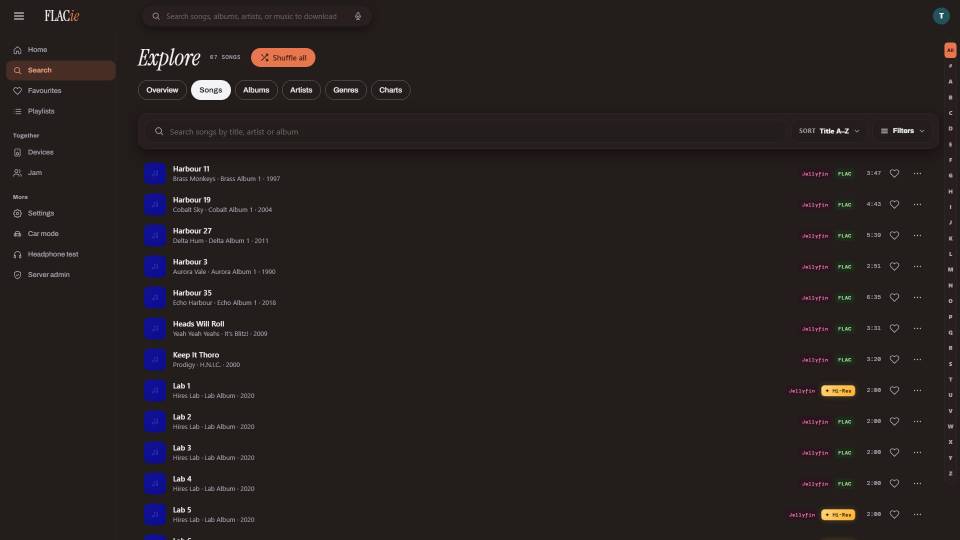 FLACie
Search songs, albums, artists, or music to download
T
Home
Search
Favourites
Playlists
Together
Devices
Jam
More
Settings
Car mode
Headphone test
Server admin
Explore 67 SONGS Shuffle all
Overview Songs Albums Artists Genres Charts
Search songs by title, artist or album SORT Title A–Z Filters
Harbour 11
Brass Monkeys · Brass Album 1 · 1997
Jellyfin FLAC 3:47
Harbour 19
Cobalt Sky · Cobalt Album 1 · 2004
Jellyfin FLAC 4:43
Harbour 27
Delta Hum · Delta Album 1 · 2011
Jellyfin FLAC 5:39
Harbour 3
Aurora Vale · Aurora Album 1 · 1990
Jellyfin FLAC 2:51
Harbour 35
Echo Harbour · Echo Album 1 · 2018
Jellyfin FLAC 6:35
Heads Will Roll
Yeah Yeah Yeahs · It's Blitz! · 2009
Jellyfin FLAC 3:31
Keep It Thoro
Prodigy · H.N.I.C. · 2000
Jellyfin FLAC 3:20
Lab 1
Hires Lab · Lab Album · 2020
Jellyfin Hi-Res 2:00
Lab 2
Hires Lab · Lab Album · 2020
Jellyfin FLAC 2:00
Lab 3
Hires Lab · Lab Album · 2020
Jellyfin FLAC 2:00
Lab 4
Hires Lab · Lab Album · 2020
Jellyfin FLAC 2:00
Lab 5
Hires Lab · Lab Album · 2020
Jellyfin Hi-Res 2:00
All
#
A
B
C
D
E
F
G
H
I
J
K
L
M
N
O
P
Q
R
S
T
U
V
W
X
Y
Z